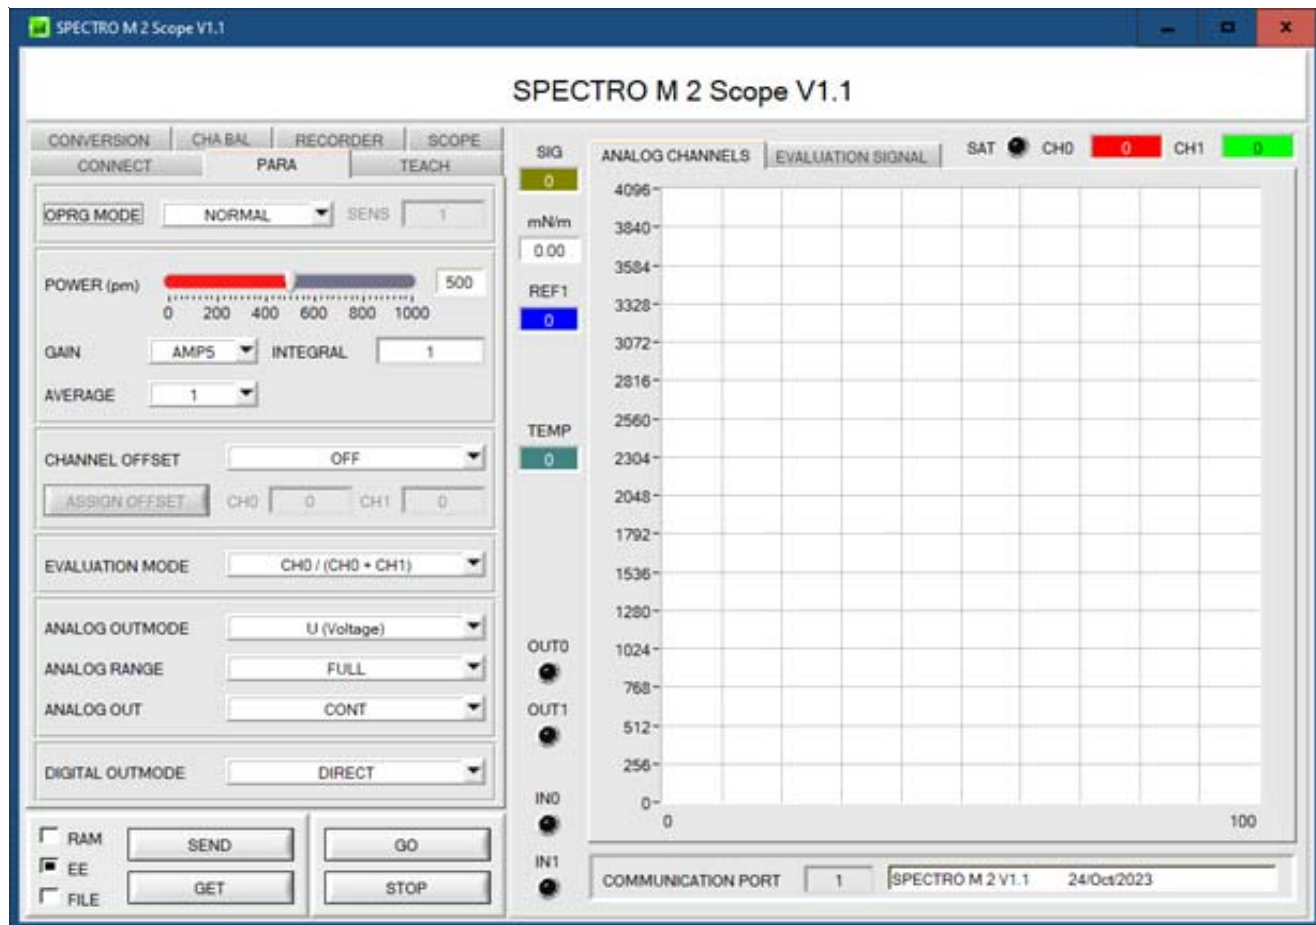 SPECTRO M 2 Scope V1.1
SPECTRO M 2 Scope V1.1
CONVERSION CHA BAL RECORDER SCOPE
CONNECT PARA TEACH
OPRG MODE NORMAL SENS 1
POWER (pm) 500
0 200 400 600 800 1000
GAIN AMP5 INTEGRAL 1
AVERAGE 1
CHANNEL OFFSET OFF
ASSIGN OFFSET CH0 0 CH1 0
EVALUATION MODE CH0 / (CH0 + CH1)
ANALOG OUTMODE U (Voltage)
ANALOG RANGE FULL
ANALOG OUT CONT
DIGITAL OUTMODE DIRECT
RAM
EE
FILE
SEND GO
GET STOP
SIG
0
mN/m
0.00
REF1
0
TEMP
0
OUT0
OUT1
IN0
IN1
ANALOG CHANNELS EVALUATION SIGNAL SAT CH0 0 CH1 0
4096
3840
3584
3328
3072
2816
2560
2304
2048
1792
1536
1280
1024
768
512
256
0
0 100
COMMUNICATION PORT 1 SPECTRO M 2 V1.1 24/Oct/2023